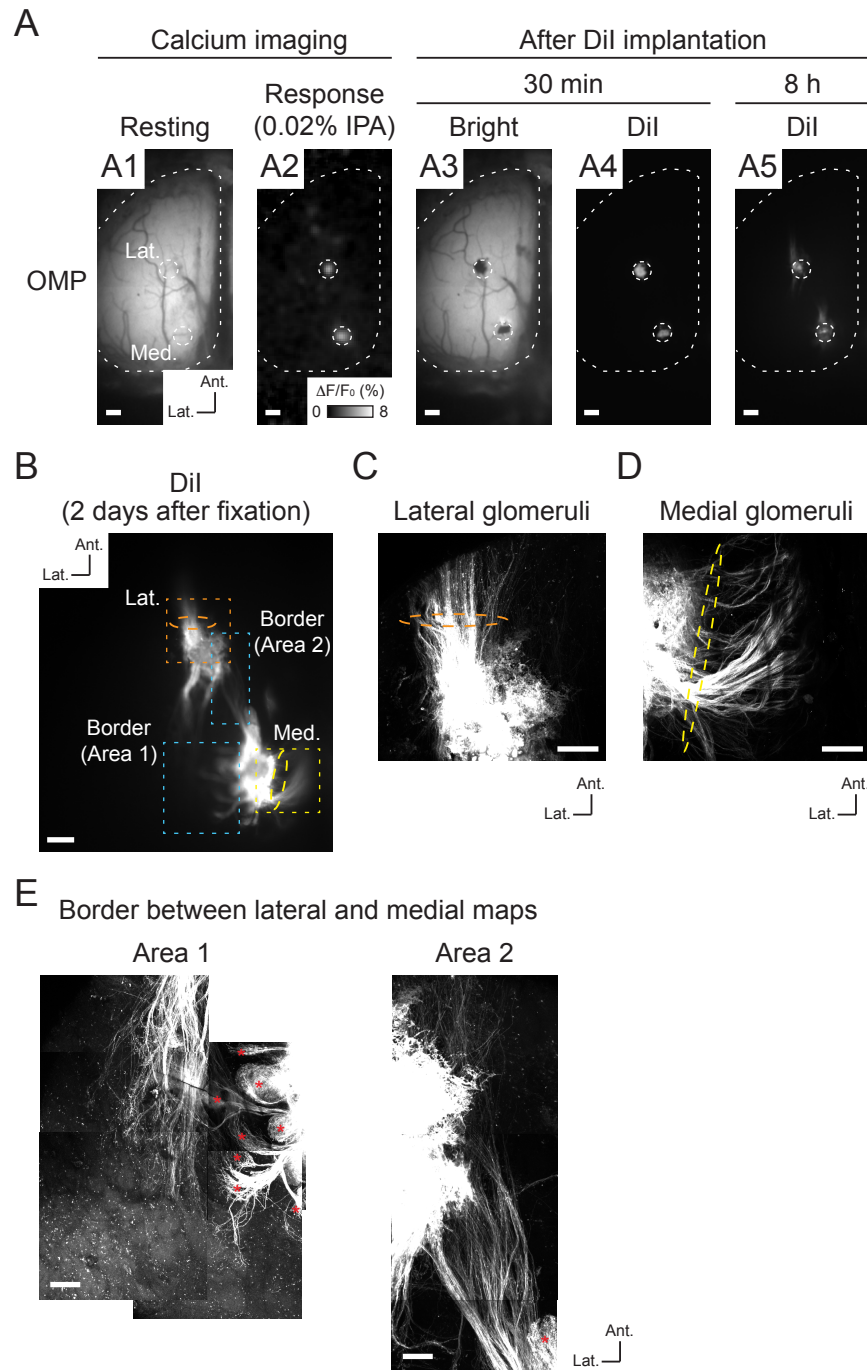 A
Calcium imaging
After DiI implantation
30 min
8 h
Resting
Response
(0.02% IPA)
Bright
DiI
DiI
A1
A2
A3
A4
A5
OMP
Lat.
Med.
Ant.
Lat.
ΔF/F₀ (%)
0
8
B
DiI
(2 days after fixation)
Ant.
Lat.
Lat.
Border
(Area 2)
Border
(Area 1)
Med.
C
Lateral glomeruli
Ant.
Lat.
D
Medial glomeruli
Ant.
Lat.
E
Border between lateral and medial maps
Area 1
Area 2
*
*
*
*
*
*
*
*
*
Ant.
Lat.